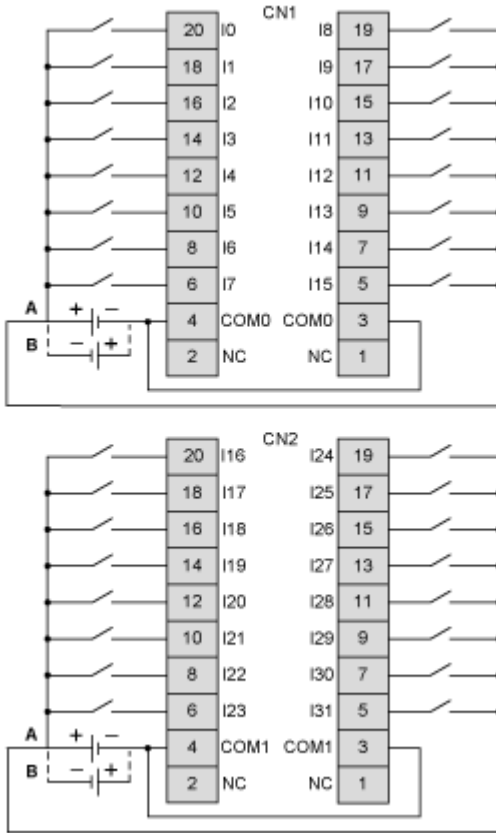 CN1
20 I0 I8 19
18 I1 I9 17
16 I2 I10 15
14 I3 I11 13
12 I4 I12 11
10 I5 I13 9
8 I6 I14 7
6 I7 I15 5
A + − 4 COM0 COM0 3
B − + 2 NC NC 1
CN2
20 I16 I24 19
18 I17 I25 17
16 I18 I26 15
14 I19 I27 13
12 I20 I28 11
10 I21 I29 9
8 I22 I30 7
6 I23 I31 5
A + − 4 COM1 COM1 3
B − + 2 NC NC 1